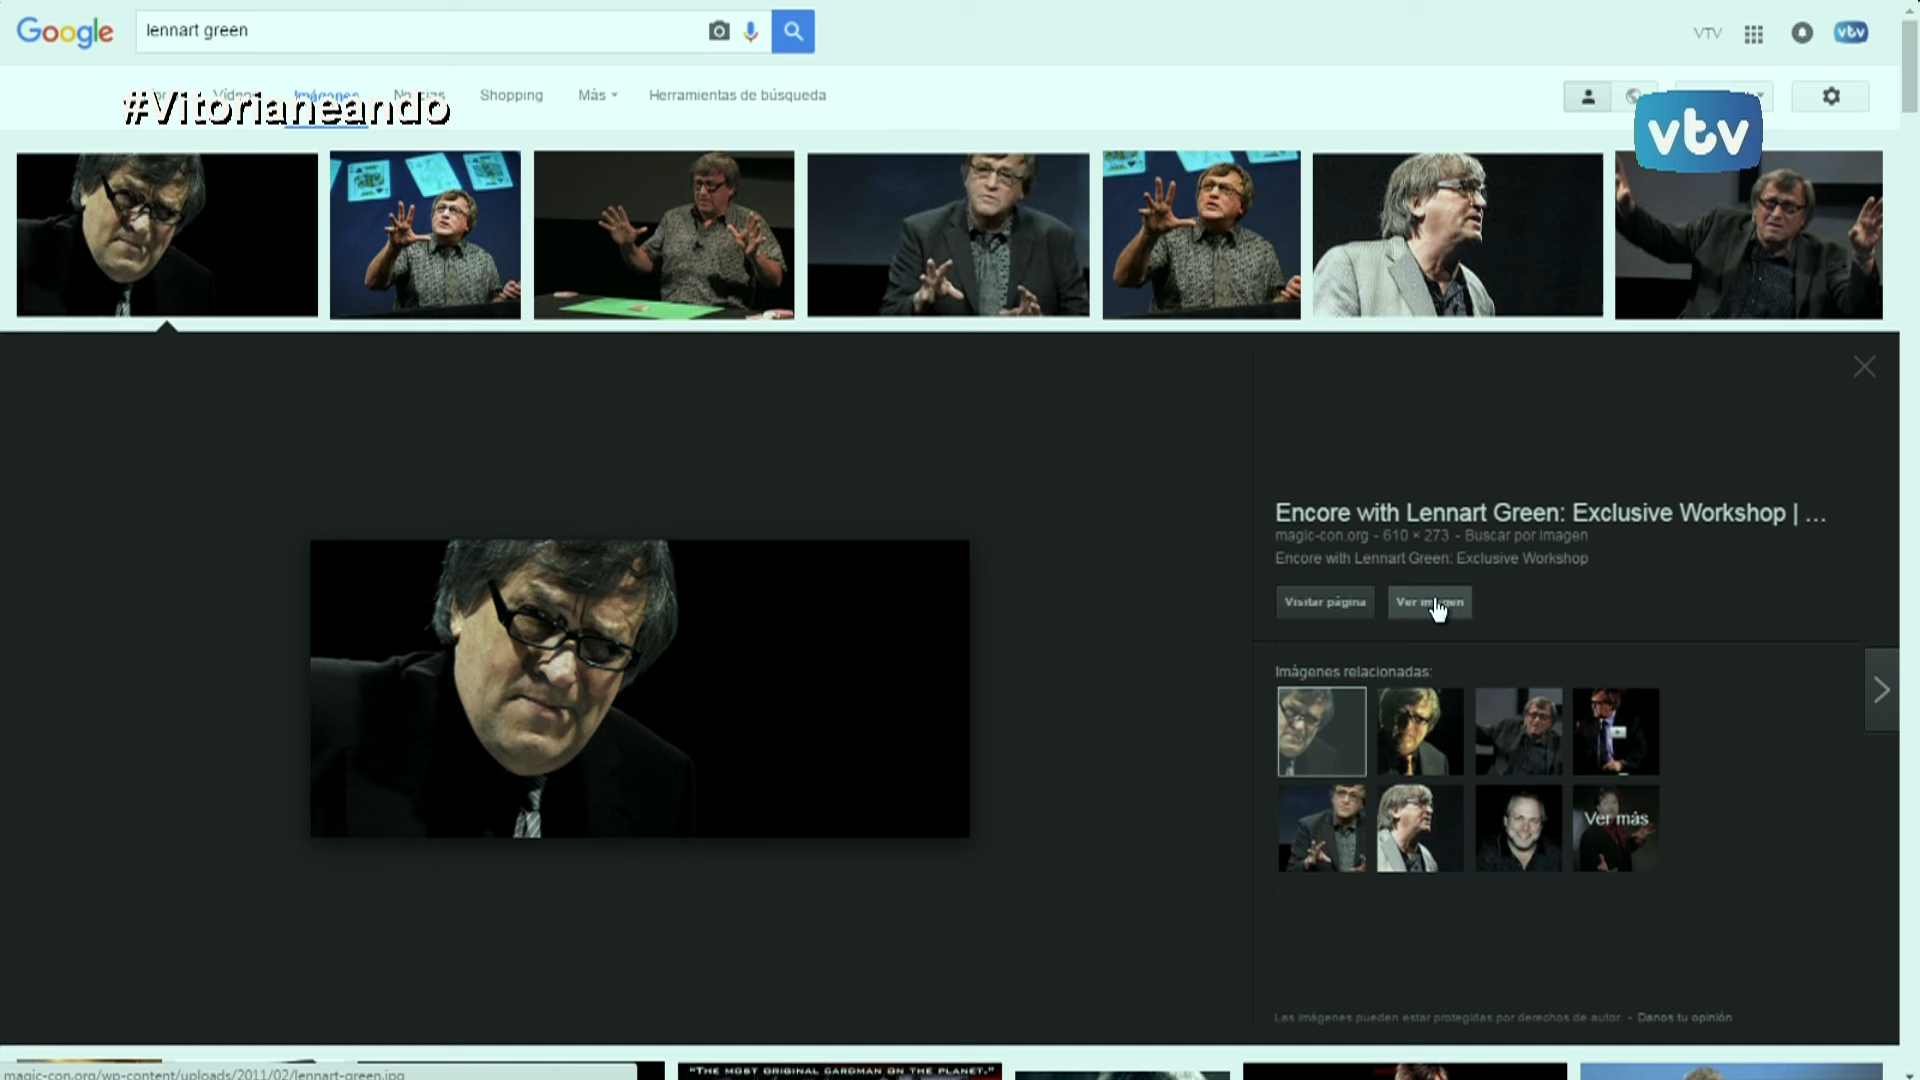 Google
lennart green
VTV
vtv
#Vitorianeando
Shopping
Más
Herramientas de búsqueda
vtv
Encore with Lennart Green: Exclusive Workshop | ...
magic-con.org - 610 × 273 - Buscar por imagen
Encore with Lennart Green: Exclusive Workshop
Visitar página
Ver imagen
Imágenes relacionadas:
Ver más
Las imágenes pueden estar protegidas por derechos de autor. - Danos tu opinión
magic-con.org/wp-content/uploads/2011/02/lennart-green.jpg
"THE MOST ORIGINAL CARDMAN ON THE PLANET."